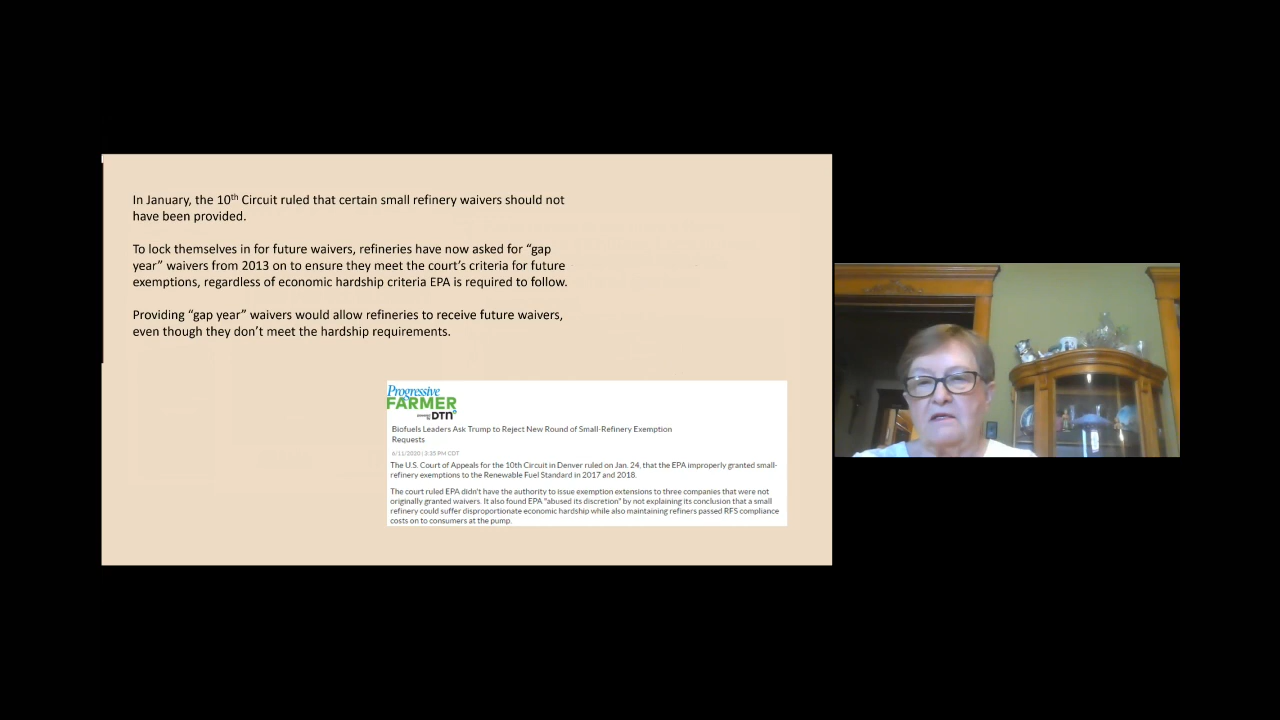 In January, the 10th Circuit ruled that certain small refinery waivers should not
have been provided.
To lock themselves in for future waivers, refineries have now asked for “gap
year” waivers from 2013 on to ensure they meet the court’s criteria for future
exemptions, regardless of economic hardship criteria EPA is required to follow.
Providing “gap year” waivers would allow refineries to receive future waivers,
even though they don’t meet the hardship requirements.
Progressive
FARMER
DTN
Biofuels Leaders Ask Trump to Reject New Round of Small-Refinery Exemption
Requests
6/11/2020 | 3:35 PM CDT
The U.S. Court of Appeals for the 10th Circuit in Denver ruled on Jan. 24, that the EPA improperly granted small-
refinery exemptions to the Renewable Fuel Standard in 2017 and 2018.
The court ruled EPA didn't have the authority to issue exemption extensions to three companies that were not
originally granted waivers. It also found EPA "abused its discretion" by not explaining its conclusion that a small
refinery could suffer disproportionate economic hardship while also maintaining refiners passed RFS compliance
costs on to consumers at the pump.